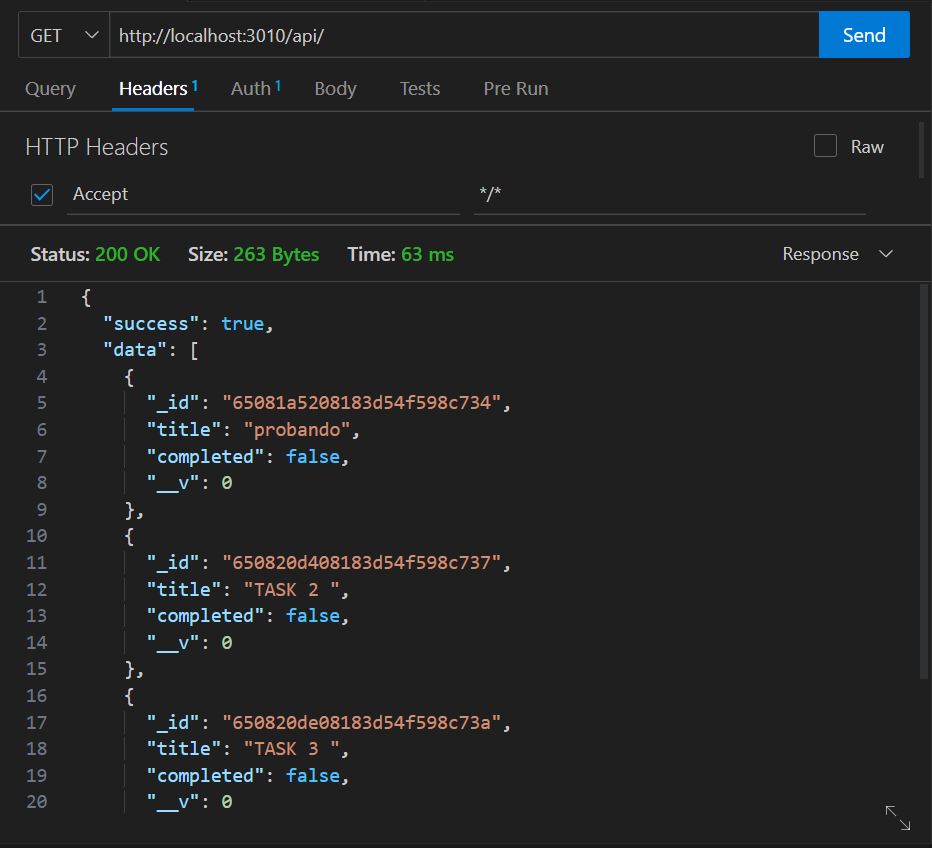 GET http://localhost:3010/api/ Send
Query Headers 1 Auth 1 Body Tests Pre Run
HTTP Headers Raw
Accept */*
Status: 200 OK Size: 263 Bytes Time: 63 ms Response
1 {
2 "success": true,
3 "data": [
4 {
5 "_id": "65081a5208183d54f598c734",
6 "title": "probando",
7 "completed": false,
8 "__v": 0
9 },
10 {
11 "_id": "650820d408183d54f598c737",
12 "title": "TASK 2 ",
13 "completed": false,
14 "__v": 0
15 },
16 {
17 "_id": "650820de08183d54f598c73a",
18 "title": "TASK 3 ",
19 "completed": false,
20 "__v": 0